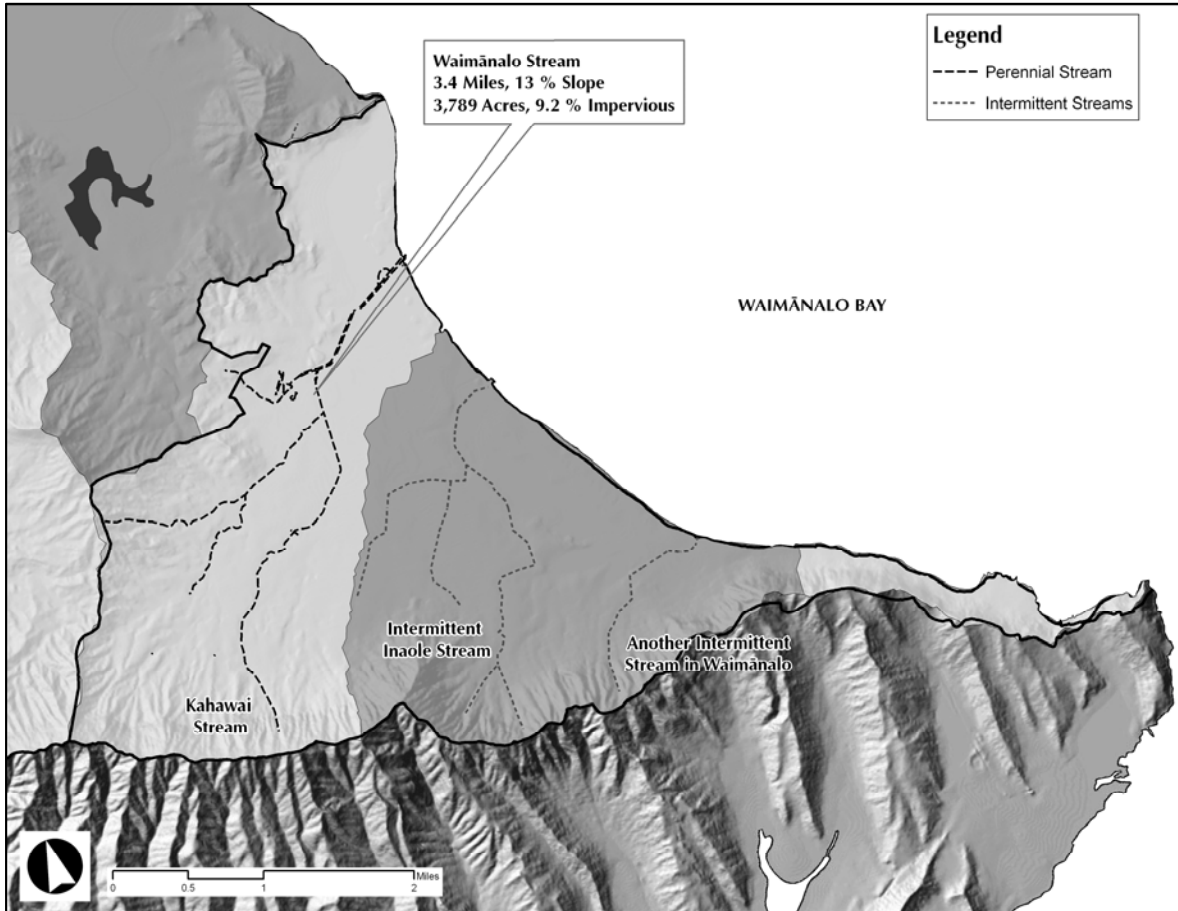 Waimānalo Stream
3.4 Miles, 13 % Slope
3,789 Acres, 9.2 % Impervious
Legend
Perennial Stream
Intermittent Streams
WAIMĀNALO BAY
Intermittent
Inaole Stream
Another Intermittent
Stream in Waimānalo
Kahawai
Stream
0 0.5 1 2
Miles